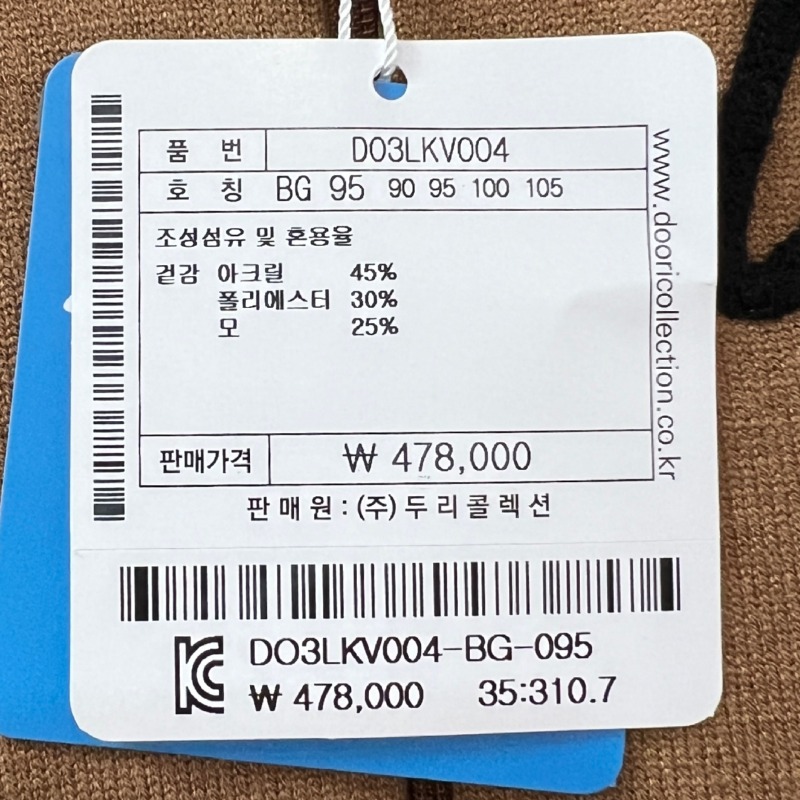 품 번 DO3LKV004
호 칭 BG 95 90 95 100 105
조성섬유 및 혼용율
겉감 아크릴 45%
폴리에스터 30%
모 25%
판매가격 ₩ 478,000
판매원 : (주)두리콜렉션
www.dooricollection.co.kr
DO3LKV004-BG-095
₩ 478,000 35:310.7